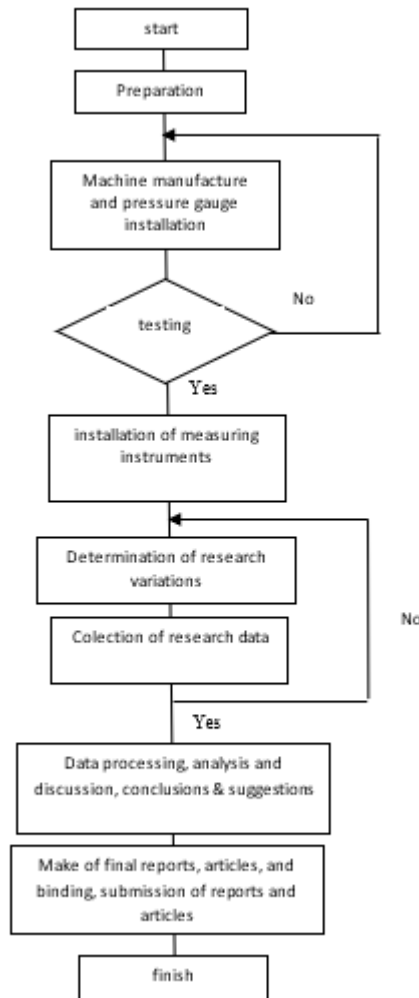 start
Preparation
Machine manufacture
and pressure gauge
installation
No
testing
Yes
installation of measuring
instruments
Determination of research
variations
Colection of research data
No
Yes
Data processing, analysis and
discussion, conclusions & suggestions
Make of final reports, articles, and
binding, submission of reports and
articles
finish